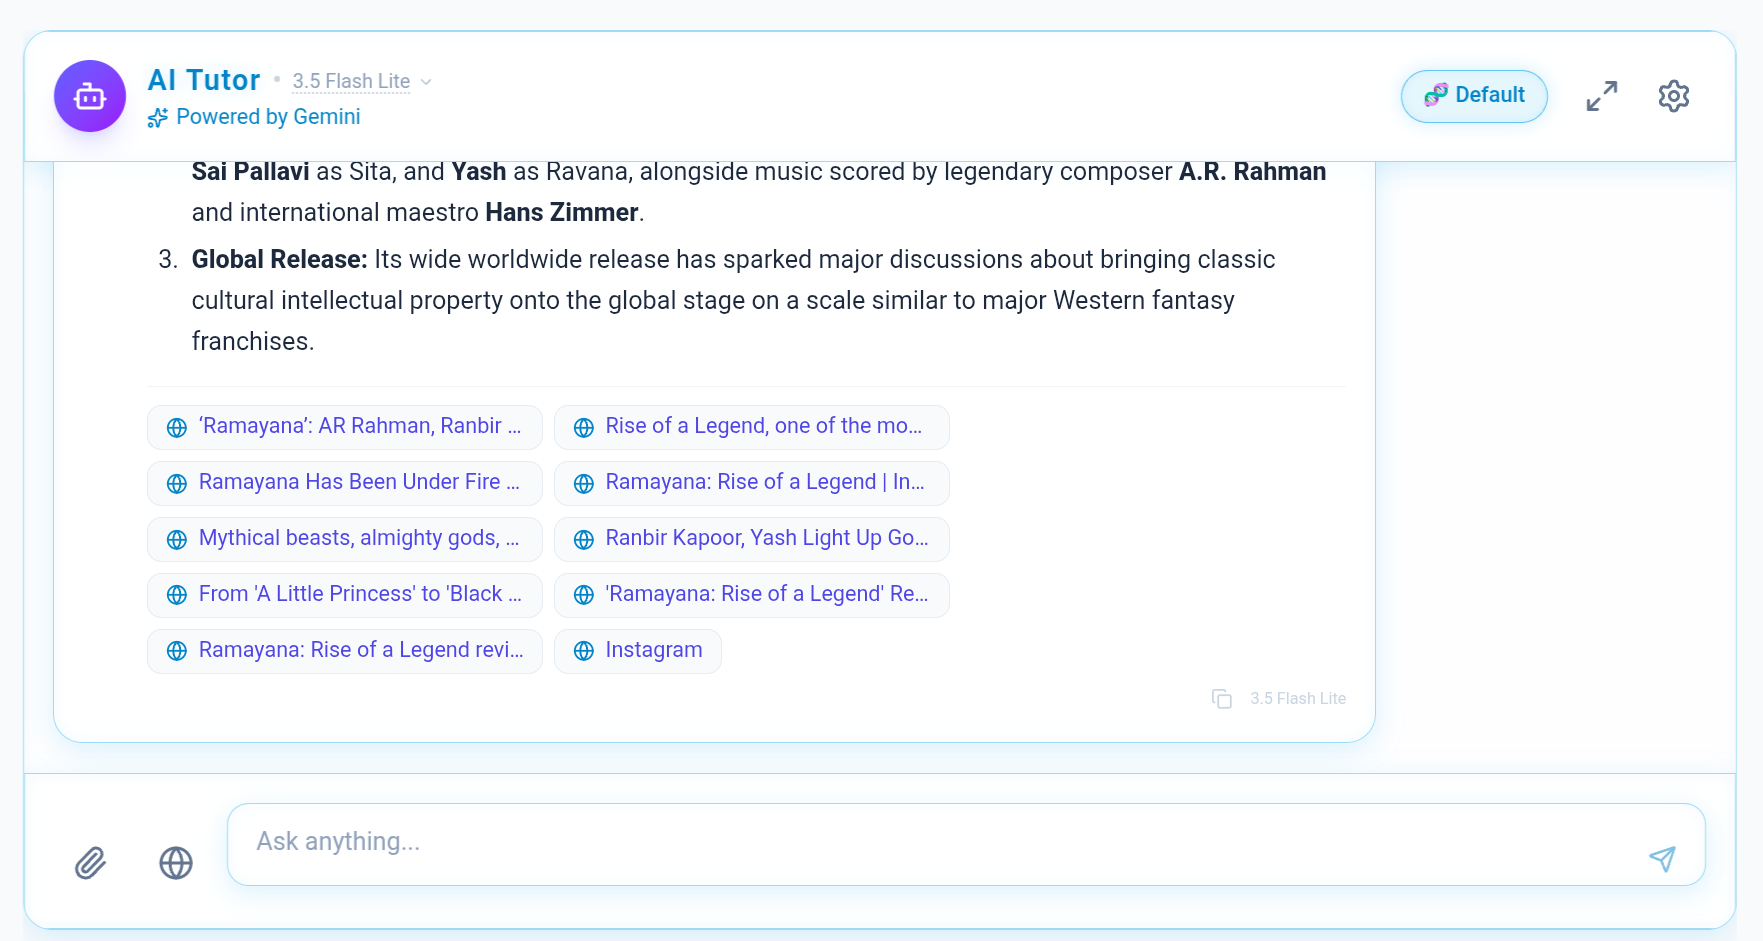 AI Tutor • 3.5 Flash Lite
Powered by Gemini
Default
Sai Pallavi as Sita, and Yash as Ravana, alongside music scored by legendary composer A.R. Rahman
and international maestro Hans Zimmer.
3. Global Release: Its wide worldwide release has sparked major discussions about bringing classic
cultural intellectual property onto the global stage on a scale similar to major Western fantasy
franchises.
‘Ramayana’: AR Rahman, Ranbir ...
Rise of a Legend, one of the mo...
Ramayana Has Been Under Fire ...
Ramayana: Rise of a Legend | In...
Mythical beasts, almighty gods, ...
Ranbir Kapoor, Yash Light Up Go...
From 'A Little Princess' to 'Black ...
'Ramayana: Rise of a Legend' Re...
Ramayana: Rise of a Legend revi...
Instagram
3.5 Flash Lite
Ask anything...